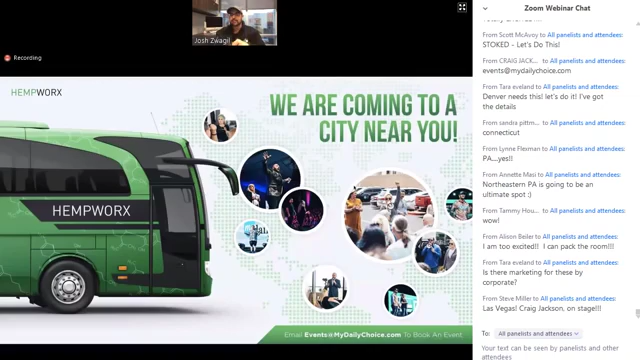 Josh Zwagil
Recording
HEMPWORX
WE ARE COMING TO A
CITY NEAR YOU!
HEMPWORX
Email Events@MyDailyChoice.com To Book An Event
Zoom Webinar Chat
From Scott McAvoy to All panelists and attendees:
STOKED - Let's Do This!
From CRAIG JACK... to All panelists and attendees:
events@mydailychoice.com
From Tara eveland to All panelists and attendees:
Denver needs this! let's do it! I've got
the details
From sandra pittm... to All panelists and attendees:
connecticut
From Lynne Flexman to All panelists and attendees:
PA....yes!!
From Annette Masi to All panelists and attendees:
Northeastern PA is going to be an
ultimate spot :)
From Tammy Hou... to All panelists and attendees:
wow!
From Alison Beiler to All panelists and attendees:
I am too excited!! I can pack the room!!!
From Tara eveland to All panelists and attendees:
Is there marketing for these by
corporate?
From Steve Miller to All panelists and attendees:
Las Vegas! Craig Jackson, on stage!!!
To: All panelists and attendees
Your text can be seen by panelists and other
attendees